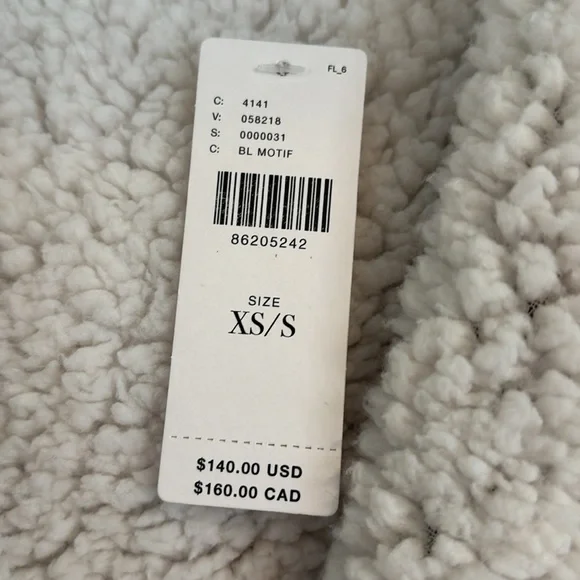 FL_6
C: 4141
V: 058218
S: 0000031
C: BL MOTIF
86205242
SIZE
XS/S
$140.00 USD
$160.00 CAD